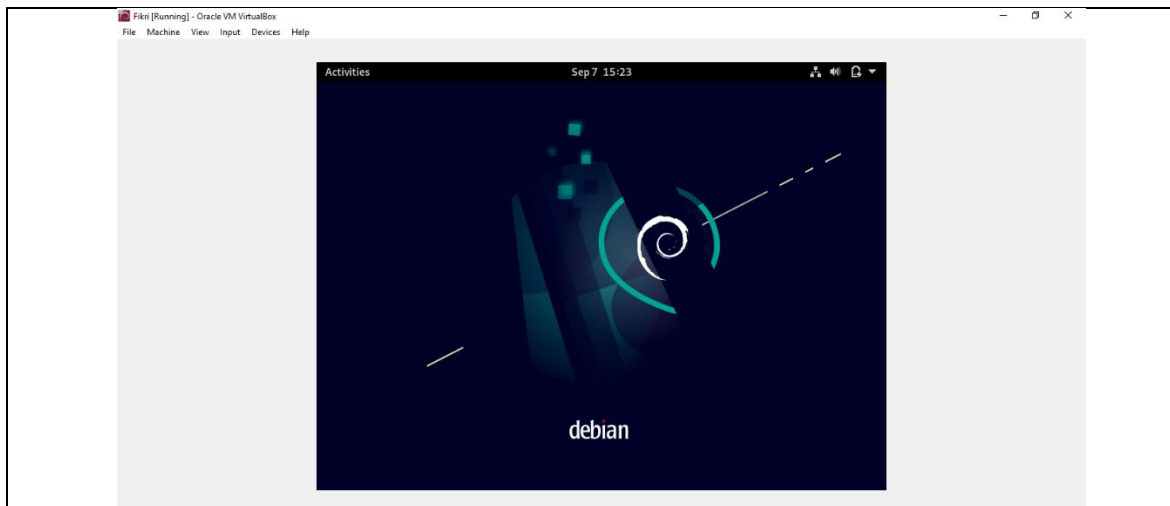 Fikri [Running] - Oracle VM VirtualBox
File Machine View Input Devices Help
Activities Sep 7 15:23
debian